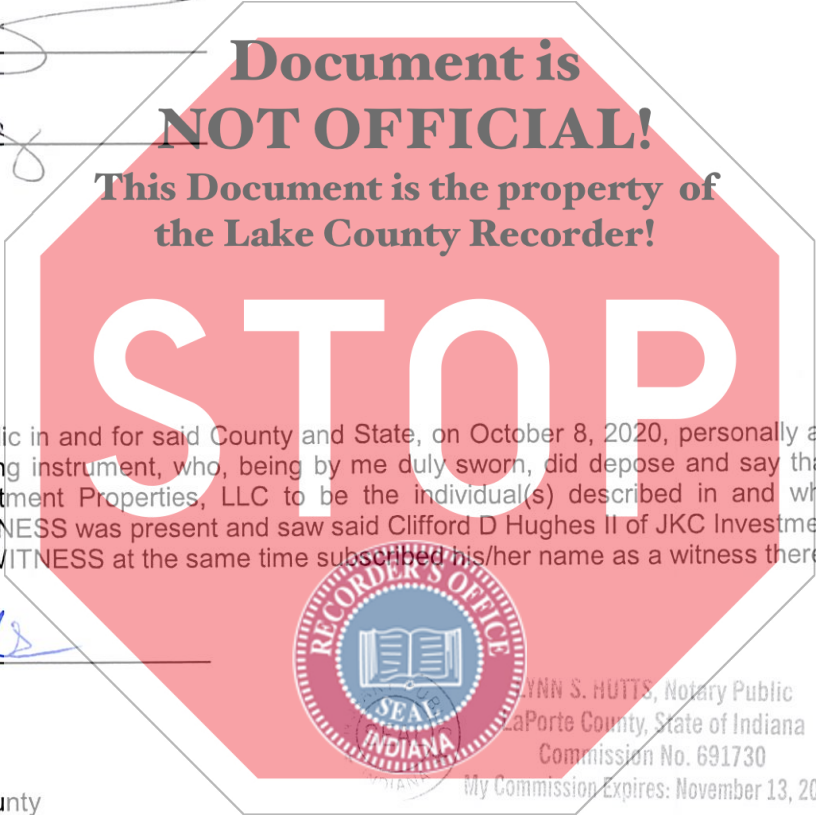 Document is
NOT OFFICIAL!
This Document is the property of
the Lake County Recorder!
STOP
ic in and for said County and State, on October 8, 2020, personally a
ng instrument, who, being by me duly sworn, did depose and say tha
tment Properties, LLC to be the individual(s) described in and wh
NESS was present and saw said Clifford D Hughes II of JKC Investme
WITNESS at the same time subscribed his/her name as a witness there
RECORDER'S OFFICE
SEAL
INDIANA
LYNN S. HUTTS, Notary Public
LaPorte County, State of Indiana
Commission No. 691730
My Commission Expires: November 13, 20
unty